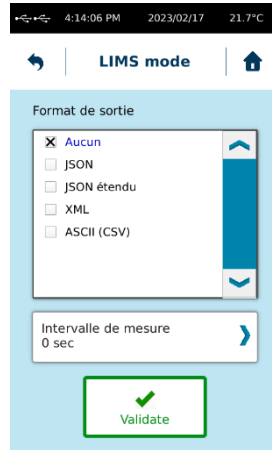 4:14:06 PM 2023/02/17 21.7°C
LIMS mode
Format de sortie
Aucun
JSON
JSON étendu
XML
ASCII (CSV)
Intervalle de mesure
0 sec
Validate